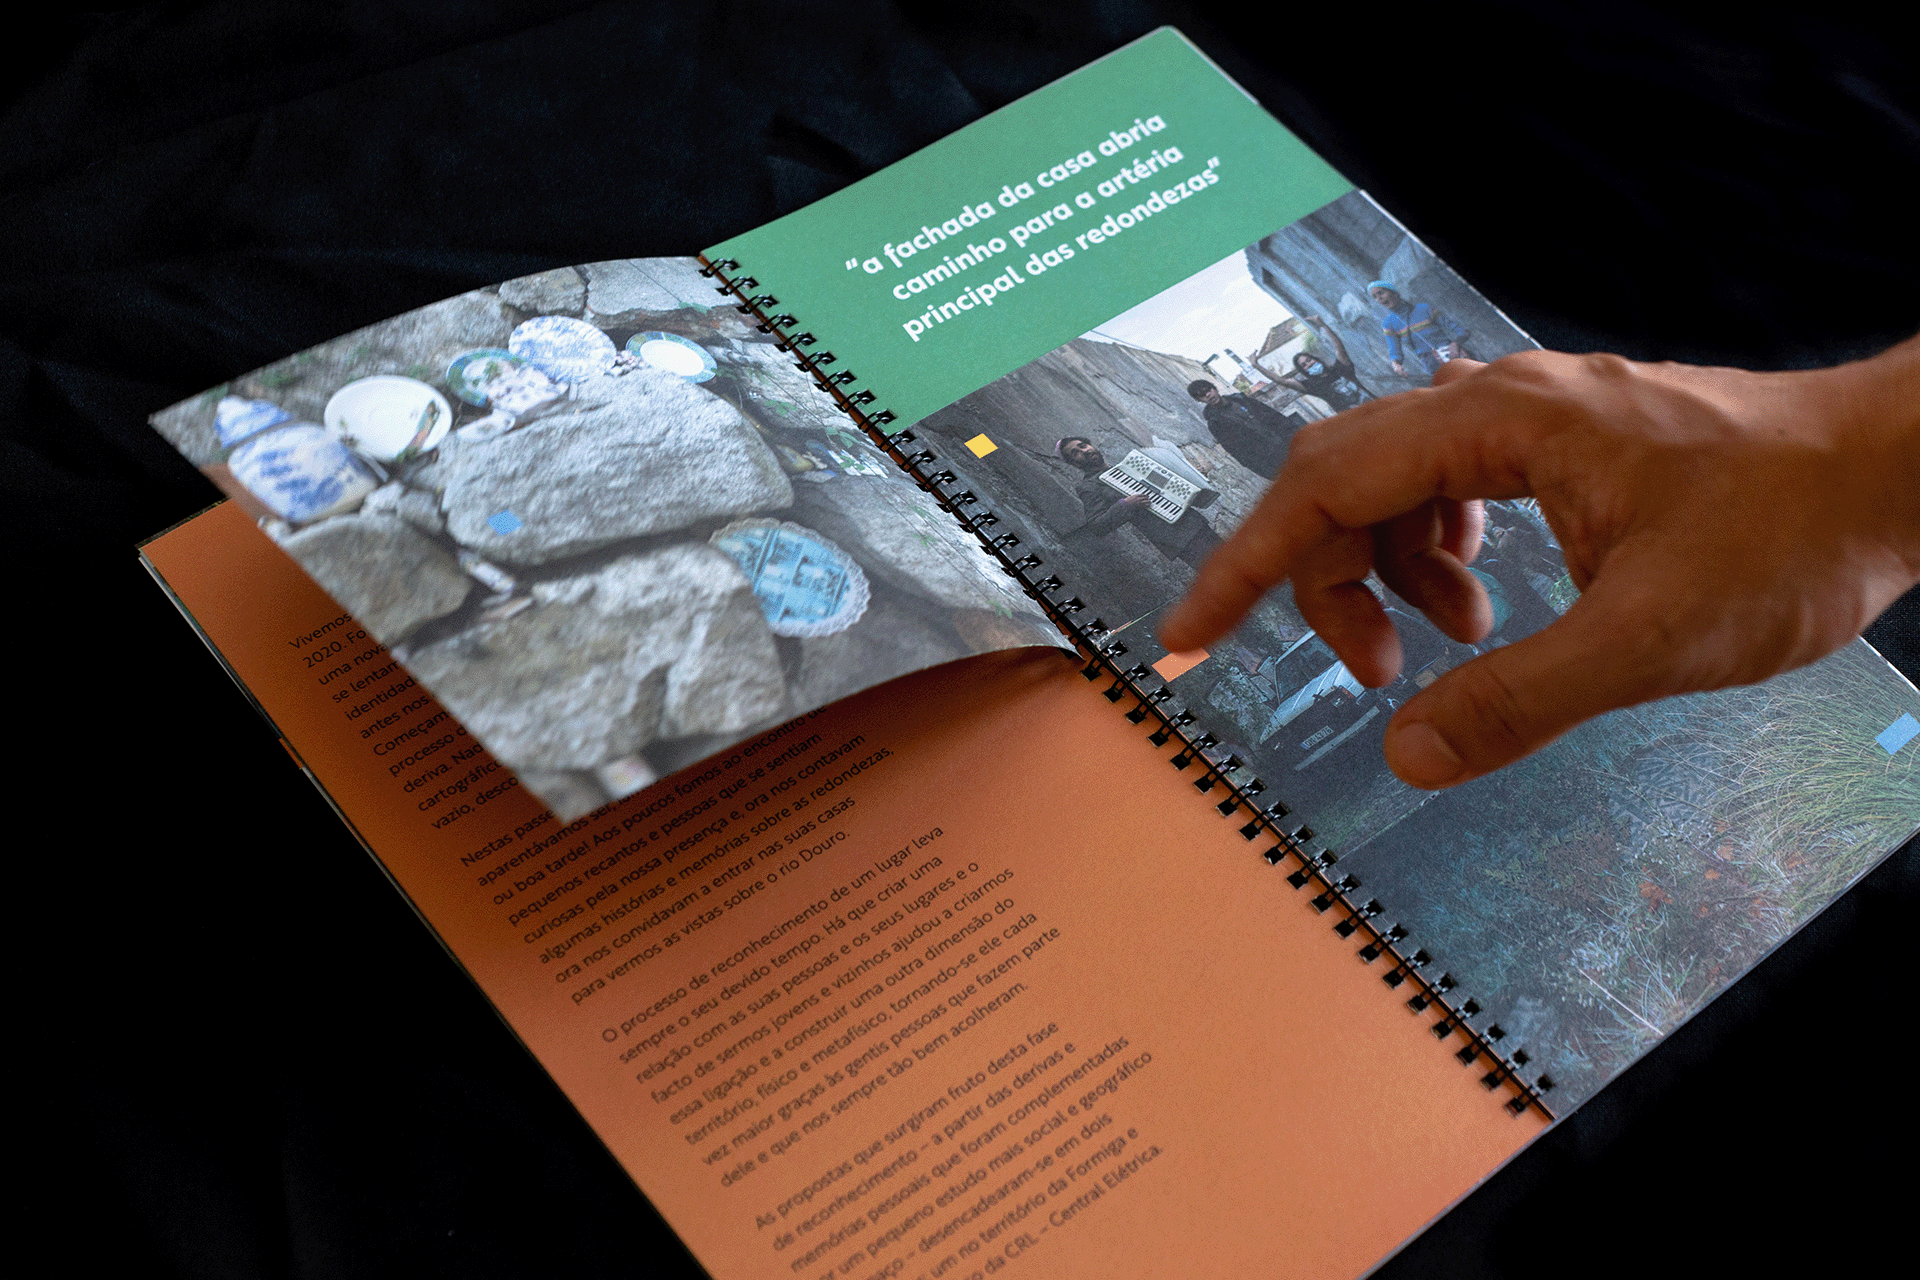 “a fachada da casa abria
caminho para a artéria
principal das redondezas”
Vivemos
2020. Fo
uma nova
se lentam
identidad
antes nos
Começam
processo d
deriva. Nad
cartográfic
vazio, desco
Nestas passe
aparentávamos ser, ao encontro de
ou boa tarde! Aos poucos fomos
pequenos recantos e pessoas que se sentiam
curiosas pela nossa presença e, ora nos contavam
algumas histórias e memórias sobre as redondezas,
ora nos convidavam a entrar nas suas casas
para vermos as vistas sobre o rio Douro.
O processo de reconhecimento de um lugar leva
sempre o seu devido tempo. Há que criar uma
relação com as suas pessoas e os seus lugares e o
facto de sermos jovens e vizinhos ajudou a criarmos
essa ligação e a construir uma outra dimensão do
território, físico e metafísico, tornando-se ele cada
vez maior graças às gentis pessoas que fazem parte
dele e que nos sempre tão bem acolheram.
As propostas que surgiram fruto desta fase
de reconhecimento – a partir das derivas e
memórias pessoais que foram complementadas
or um pequeno estudo mais social e geográfico
aço – desencadearam-se em dois
: um no território da Formiga e
o da CRL – Central Elétrica.